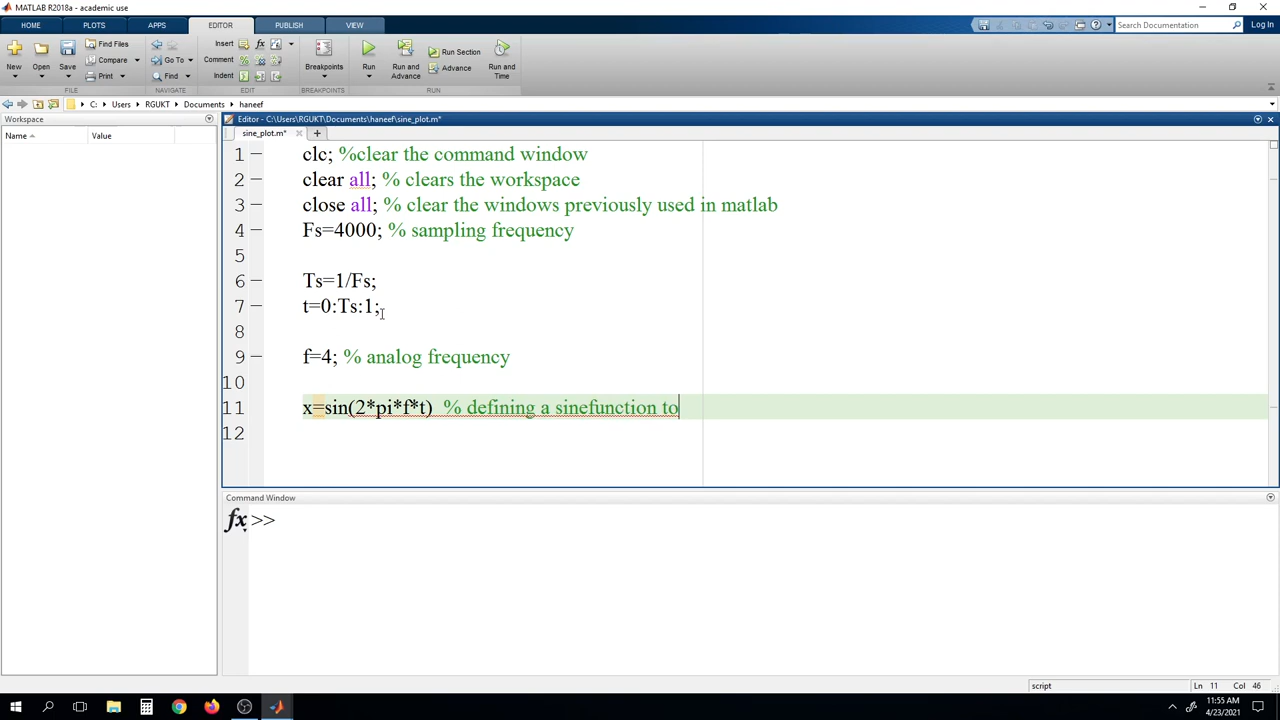 MATLAB R2018a - academic use
HOME PLOTS APPS EDITOR PUBLISH VIEW Search Documentation Log In
New Open Save Find Files Compare Print Go To Find Insert fx Comment Indent Breakpoints Run Run and Advance Run Section Advance Run and Time
FILE NAVIGATE EDIT BREAKPOINTS RUN
C: Users RGUKT Documents haneef
Workspace
Name Value
Editor - C:\Users\RGUKT\Documents\haneef\sine_plot.m*
sine_plot.m*
1 clc; %clear the command window
2 clear all; % clears the workspace
3 close all; % clear the windows previously used in matlab
4 Fs=4000; % sampling frequency
5
6 Ts=1/Fs;
7 t=0:Ts:1;
8
9 f=4; % analog frequency
10
11 x=sin(2*pi*f*t)  % defining a sinefunction to
12
Command Window
fx >>
script Ln 11 Col 46
11:55 AM
4/23/2021